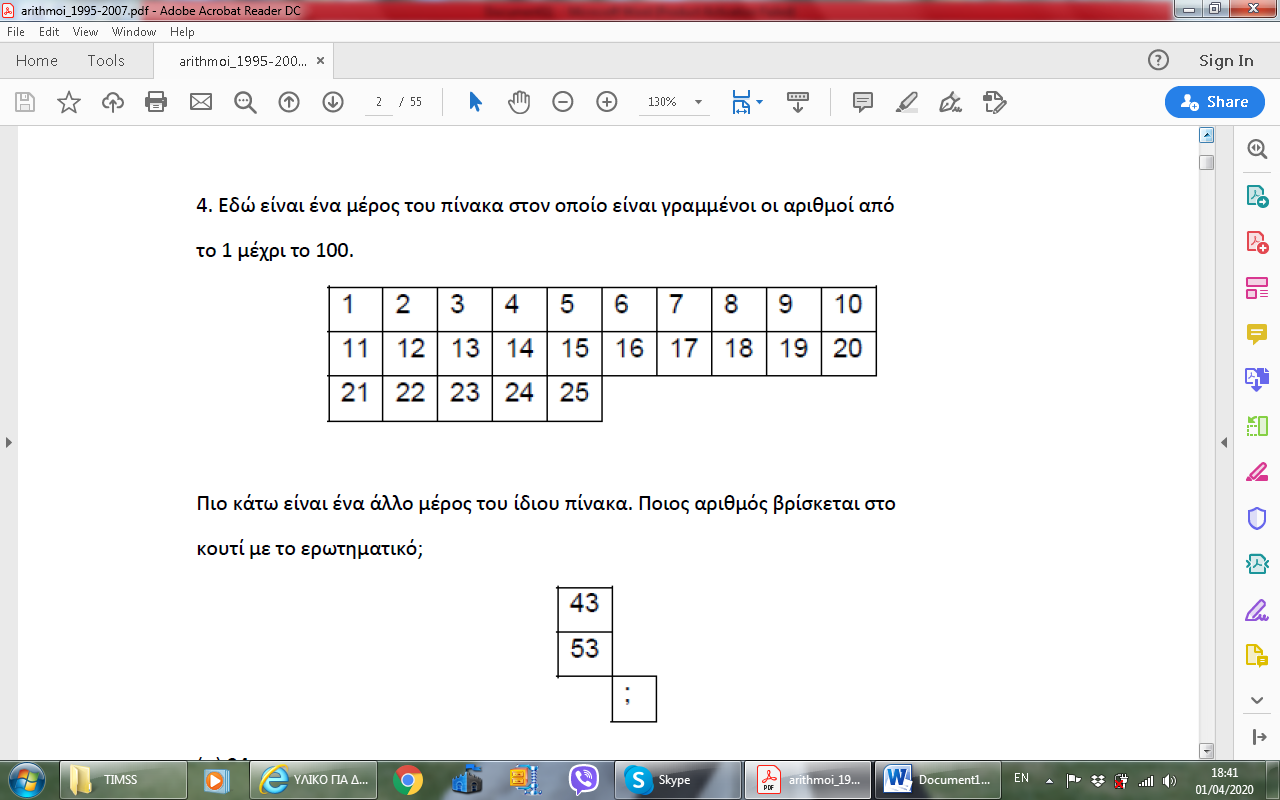 arithmoi_1995-2007.pdf - Adobe Acrobat Reader DC
File Edit View Window Help
Home Tools arithmoi_1995-200... × Sign In
2 / 55 130% Share
4. Εδώ είναι ένα μέρος του πίνακα στον οποίο είναι γραμμένοι οι αριθμοί από
το 1 μέχρι το 100.
1 2 3 4 5 6 7 8 9 10
11 12 13 14 15 16 17 18 19 20
21 22 23 24 25
Πιο κάτω είναι ένα άλλο μέρος του ίδιου πίνακα. Ποιος αριθμός βρίσκεται στο
κουτί με το ερωτηματικό;
43
53
;
TIMSS ΥΛΙΚΟ ΓΙΑ Δ... Skype arithmoi_19... Document1... EN 18:41
01/04/2020